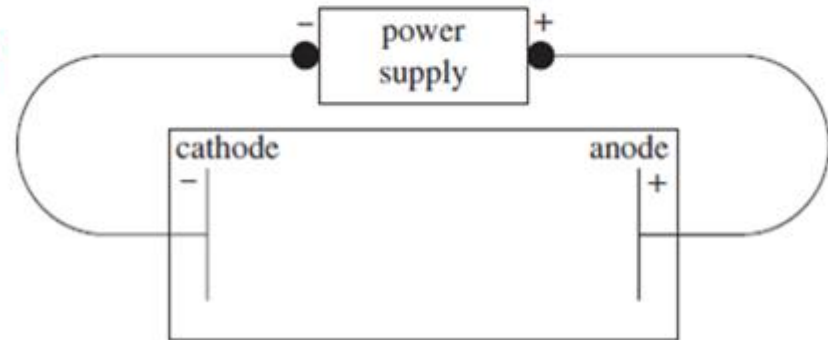 − +
power
supply
cathode anode
− +